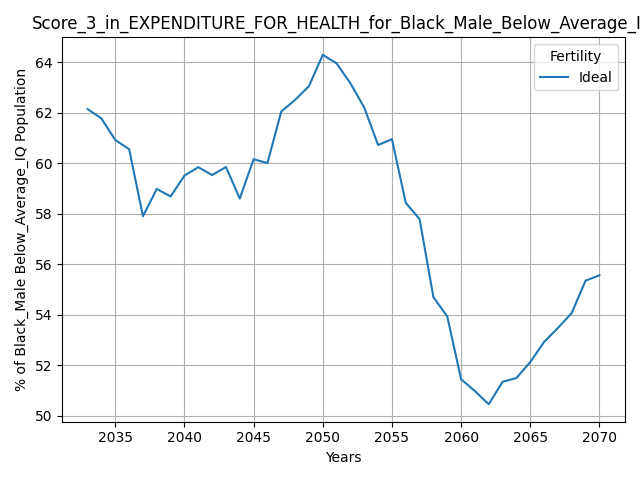 Score_3_in_EXPENDITURE_FOR_HEALTH_for_Black_Male_Below_Average_I
Fertility
Ideal
% of Black_Male Below_Average_IQ Population
64
62
60
58
56
54
52
50
2035 2040 2045 2050 2055 2060 2065 2070
Years